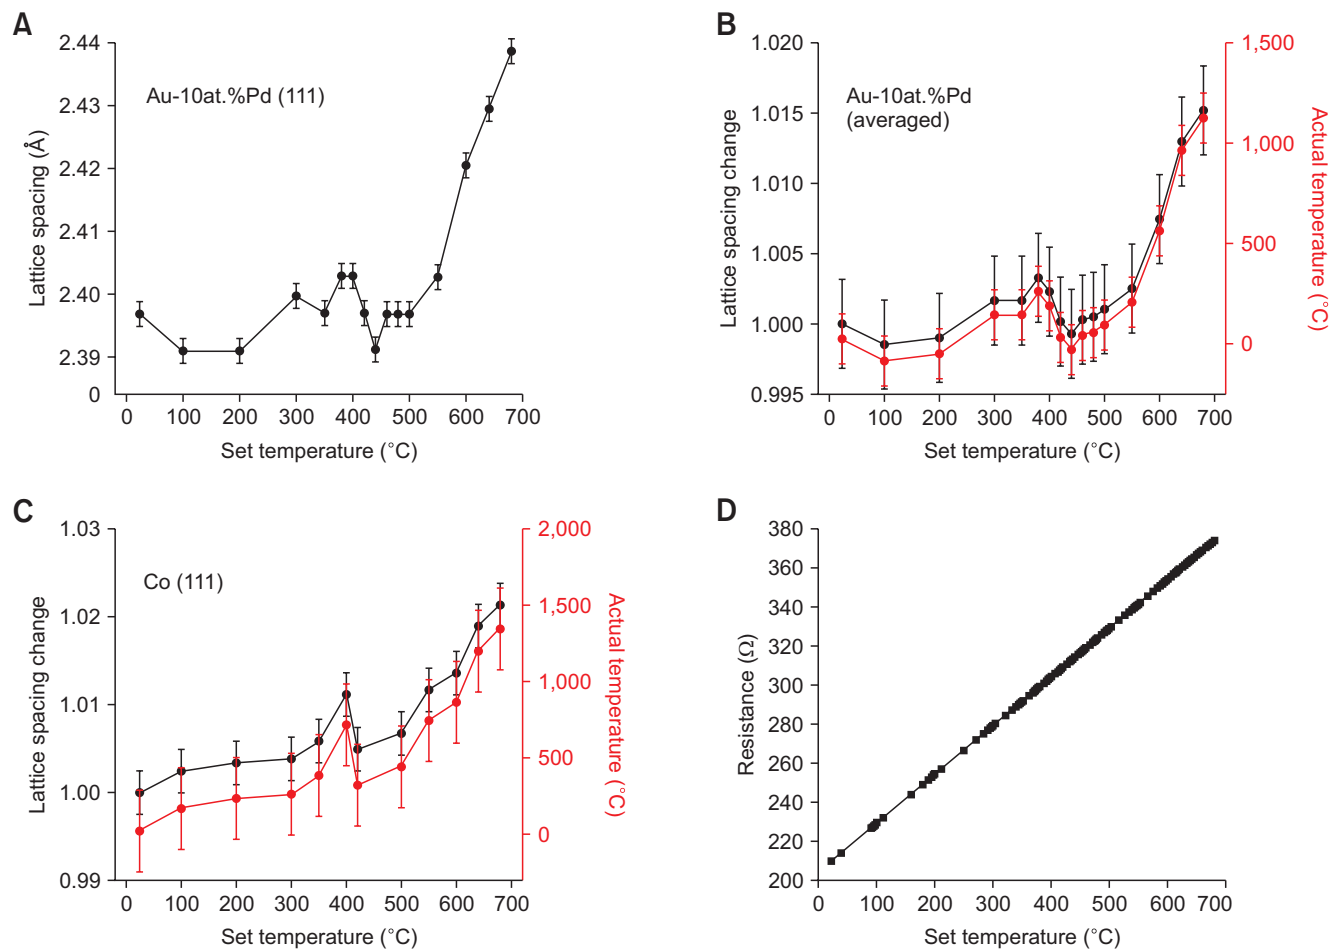 A
2.44
2.43
2.42
2.41
2.40
2.39
0
Lattice spacing (Å)
Au-10at.%Pd (111)
0 100 200 300 400 500 600 700
Set temperature (°C)
B
1.020
1.015
1.010
1.005
1.000
0.995
Lattice spacing change
Au-10at.%Pd
(averaged)
1,500
1,000
500
0
Actual temperature (°C)
0 100 200 300 400 500 600 700
Set temperature (°C)
C
1.03
1.02
1.01
1.00
0.99
Lattice spacing change
Co (111)
2,000
1,500
1,000
500
0
Actual temperature (°C)
0 100 200 300 400 500 600 700
Set temperature (°C)
D
380
360
340
320
300
280
260
240
220
200
Resistance (Ω)
0 100 200 300 400 500 600 700
Set temperature (°C)